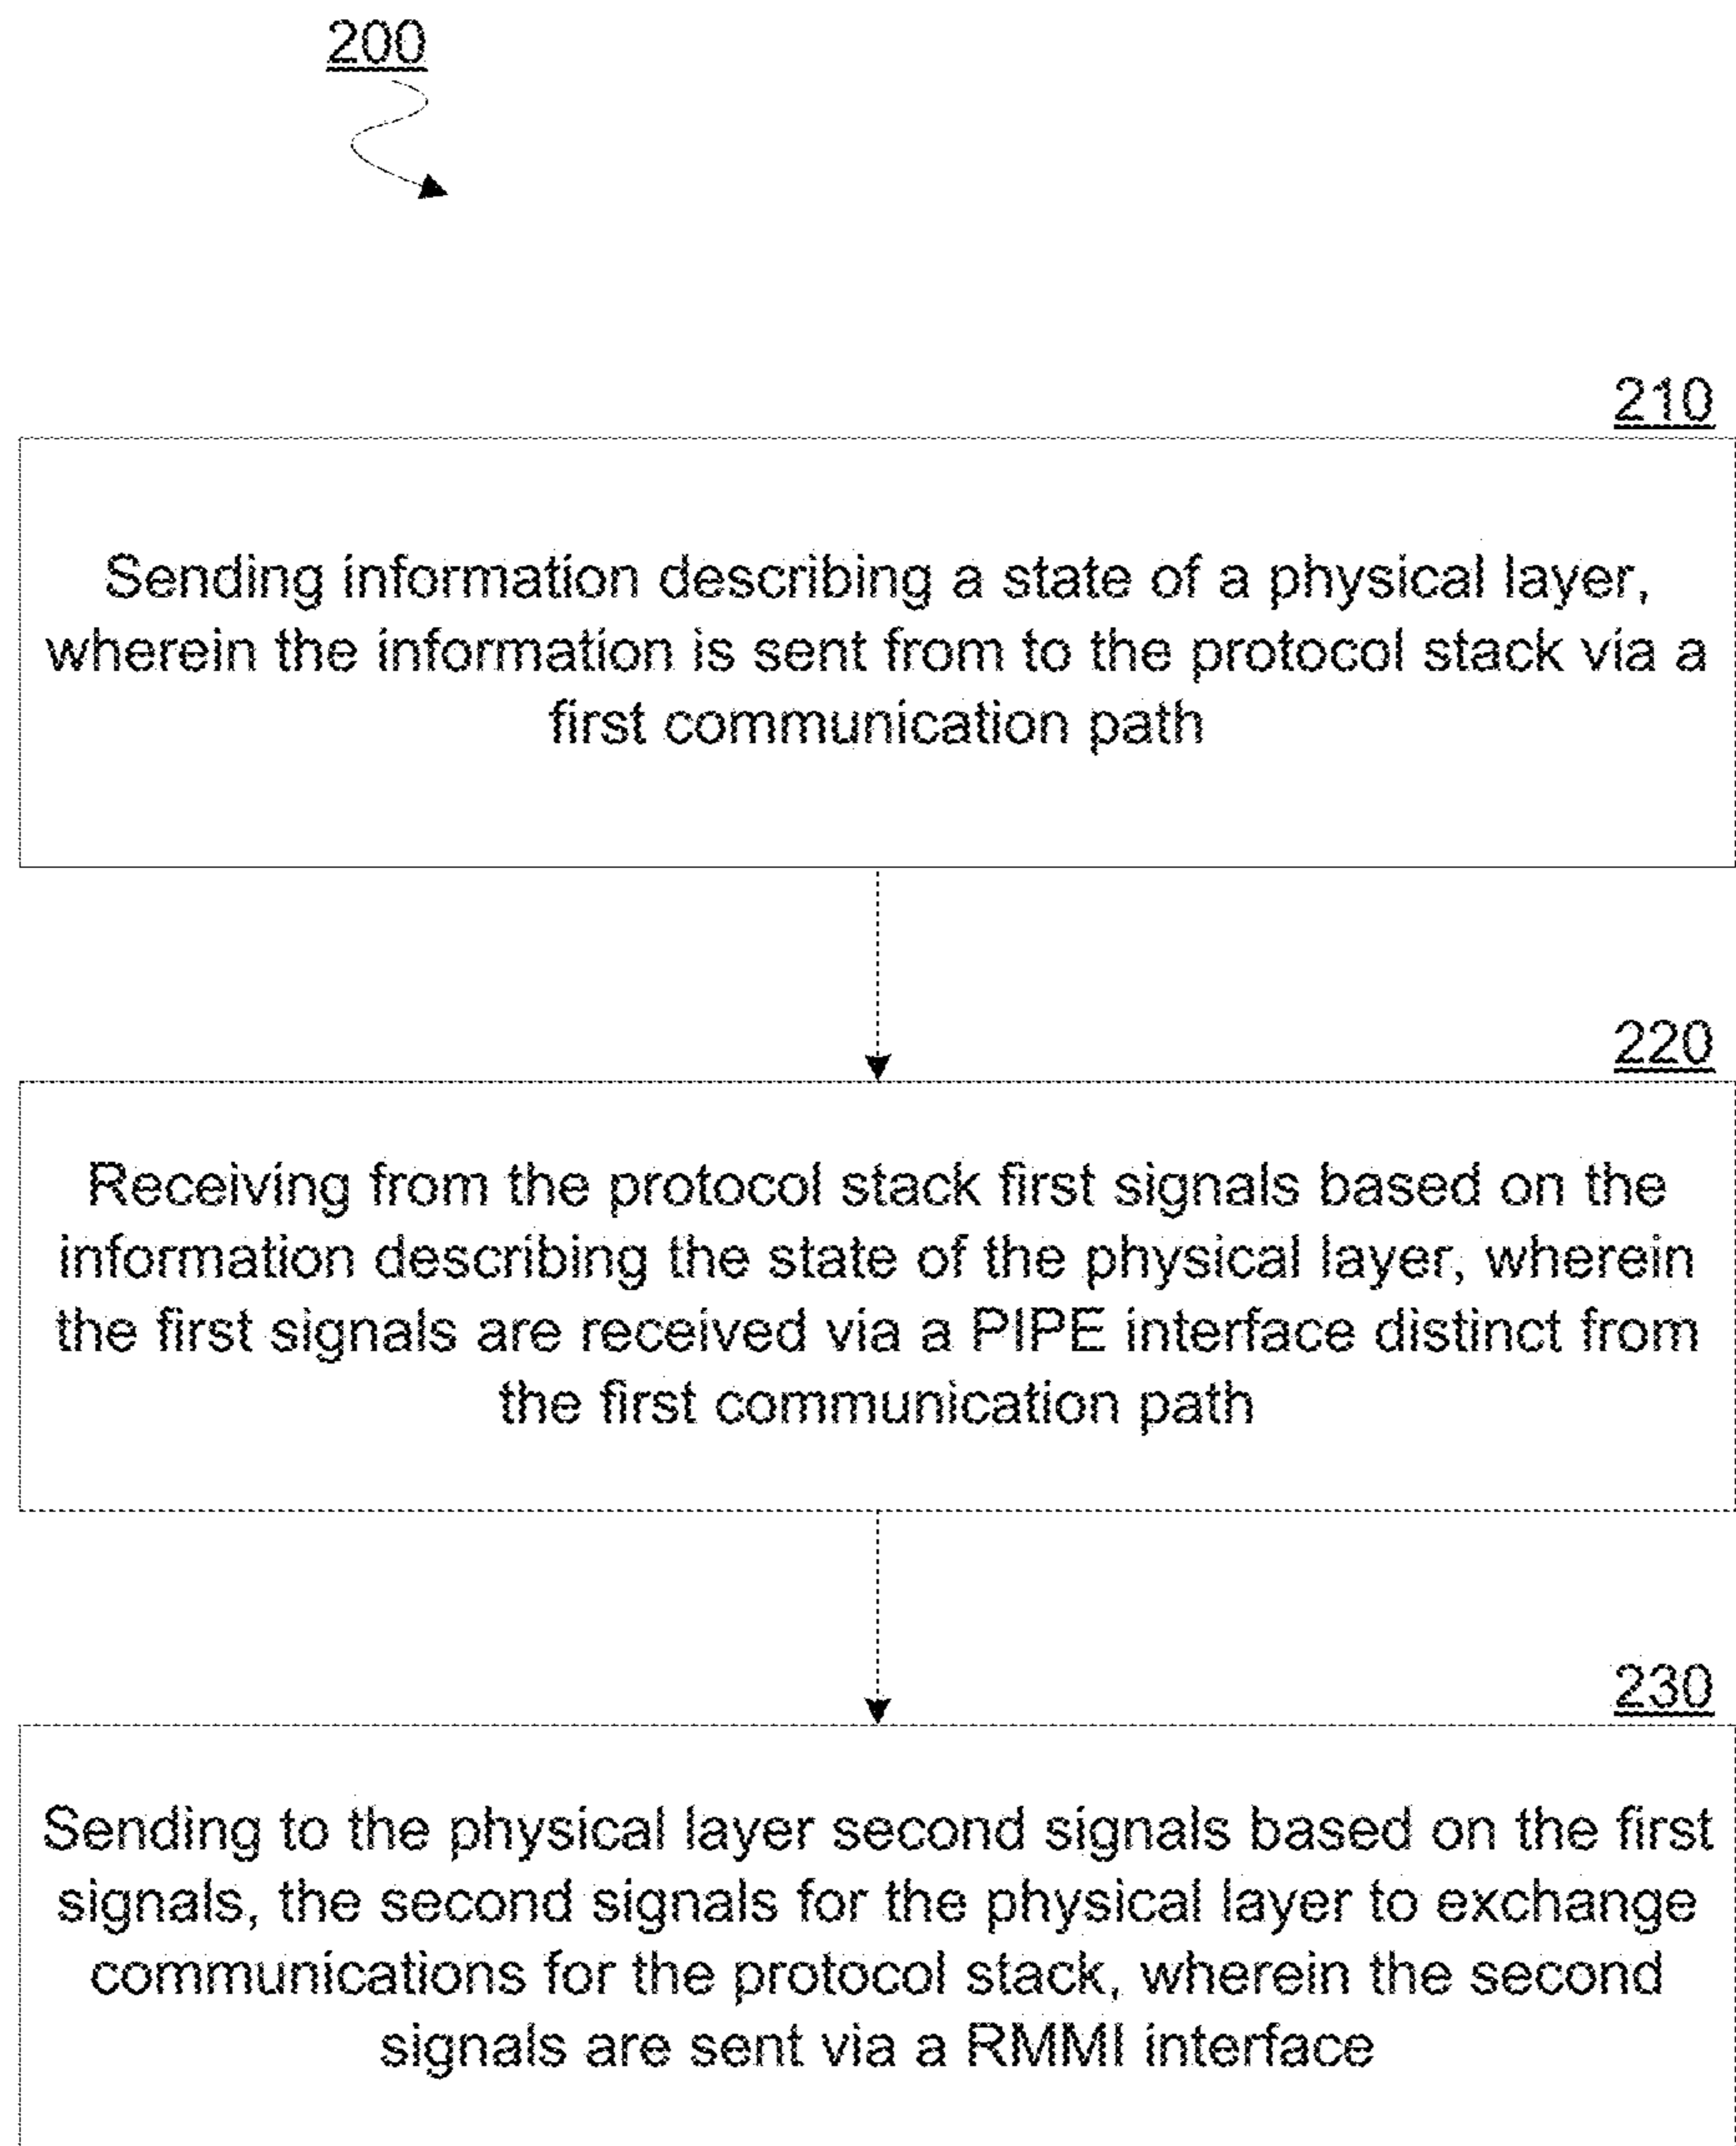 200
210
Sending information describing a state of a physical layer,
wherein the information is sent from to the protocol stack via a
first communication path
220
Receiving from the protocol stack first signals based on the
information describing the state of the physical layer, wherein
the first signals are received via a PIPE interface distinct from
the first communication path
230
Sending to the physical layer second signals based on the first
signals, the second signals for the physical layer to exchange
communications for the protocol stack, wherein the second
signals are sent via a RMMI interface